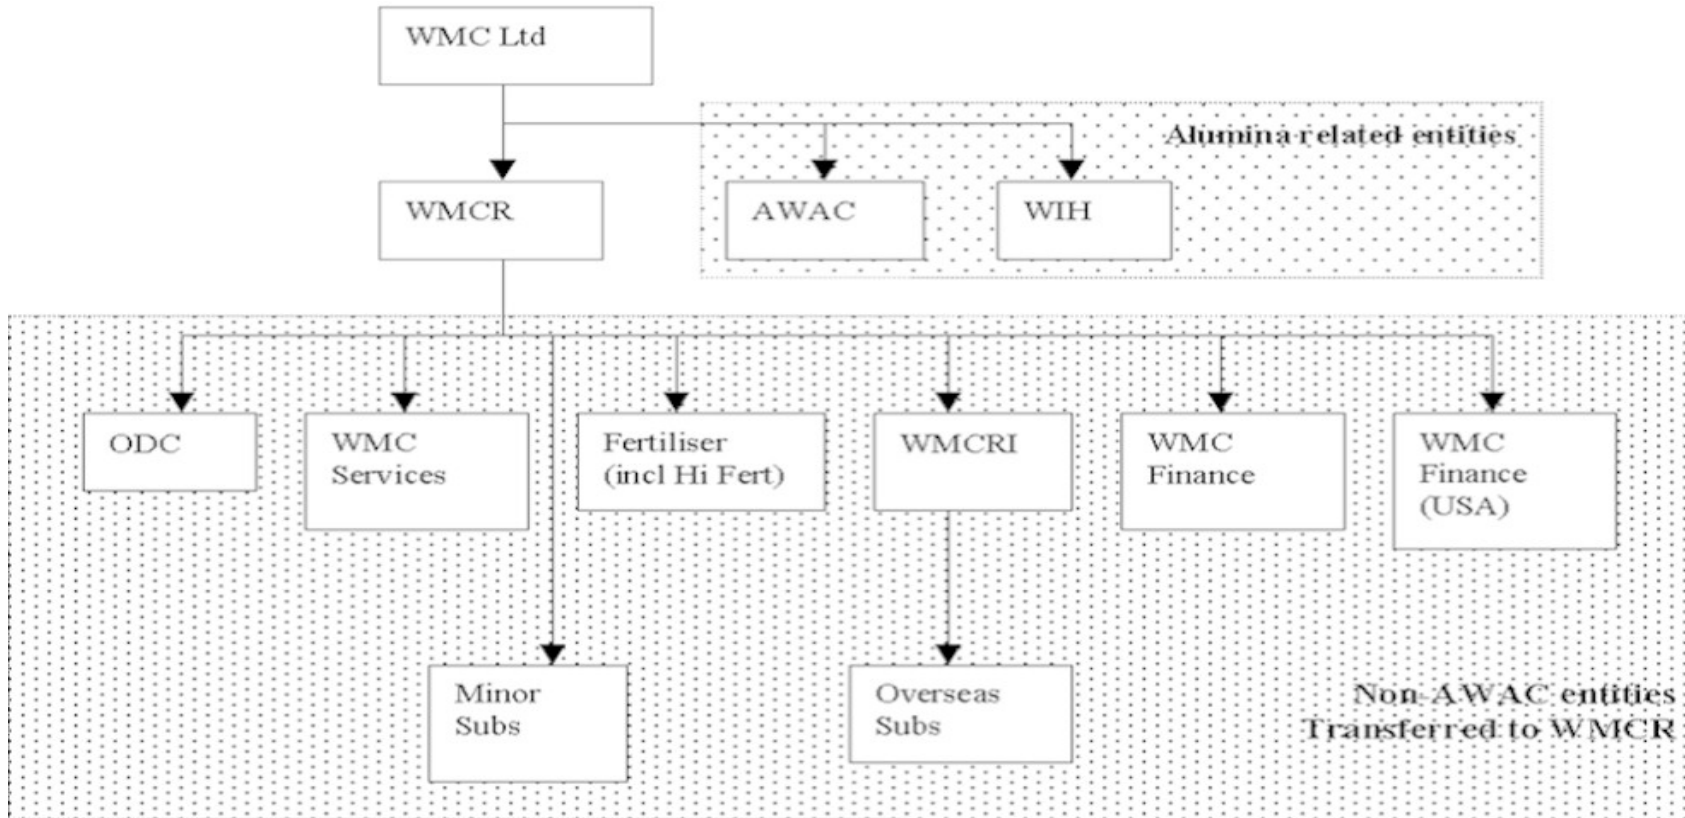 WMC Ltd
Alumina related entities
WMCR
AWAC
WIH
ODC
WMC
Services
Fertiliser
(incl Hi Fert)
WMCRI
WMC
Finance
WMC
Finance
(USA)
Minor
Subs
Overseas
Subs
Non-AWAC entities
Transferred to WMCR